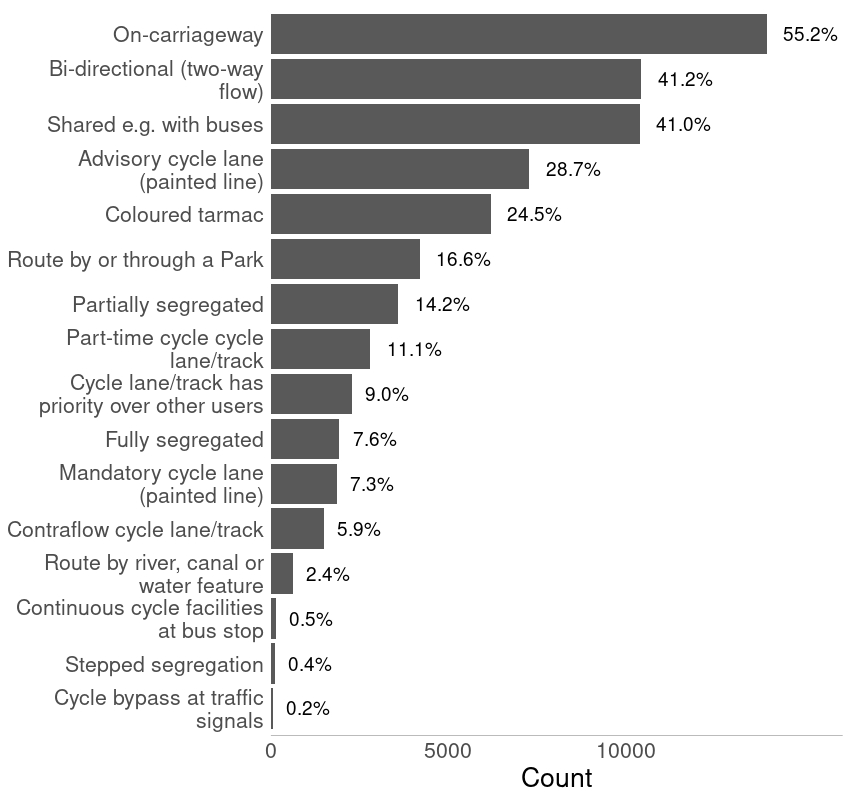 On-carriageway 55.2%
Bi-directional (two-way
flow) 41.2%
Shared e.g. with buses 41.0%
Advisory cycle lane
(painted line) 28.7%
Coloured tarmac 24.5%
Route by or through a Park 16.6%
Partially segregated 14.2%
Part-time cycle cycle
lane/track 11.1%
Cycle lane/track has
priority over other users 9.0%
Fully segregated 7.6%
Mandatory cycle lane
(painted line) 7.3%
Contraflow cycle lane/track 5.9%
Route by river, canal or
water feature 2.4%
Continuous cycle facilities
at bus stop 0.5%
Stepped segregation 0.4%
Cycle bypass at traffic
signals 0.2%
0 5000 10000
Count